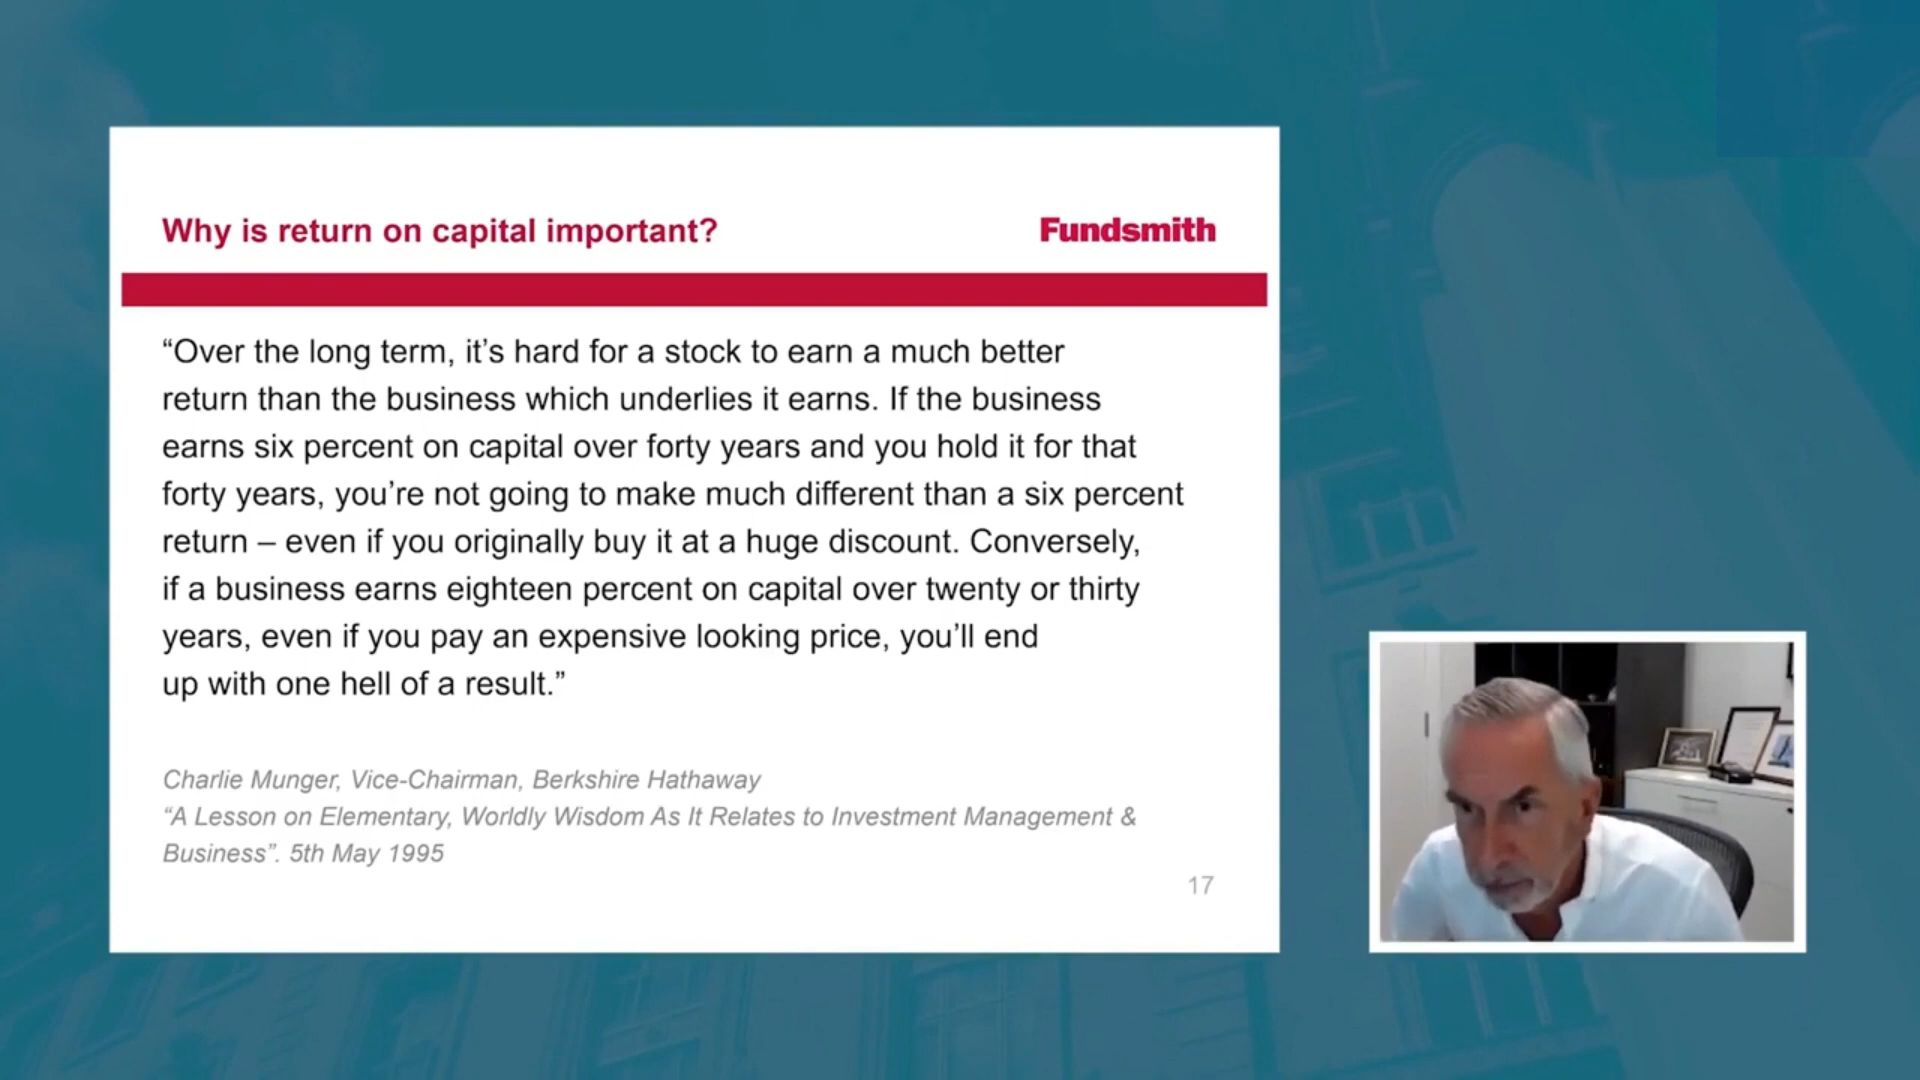 Why is return on capital important?
Fundsmith
“Over the long term, it’s hard for a stock to earn a much better
return than the business which underlies it earns. If the business
earns six percent on capital over forty years and you hold it for that
forty years, you’re not going to make much different than a six percent
return – even if you originally buy it at a huge discount. Conversely,
if a business earns eighteen percent on capital over twenty or thirty
years, even if you pay an expensive looking price, you’ll end
up with one hell of a result.”
Charlie Munger, Vice-Chairman, Berkshire Hathaway
“A Lesson on Elementary, Worldly Wisdom As It Relates to Investment Management &
Business”. 5th May 1995
17